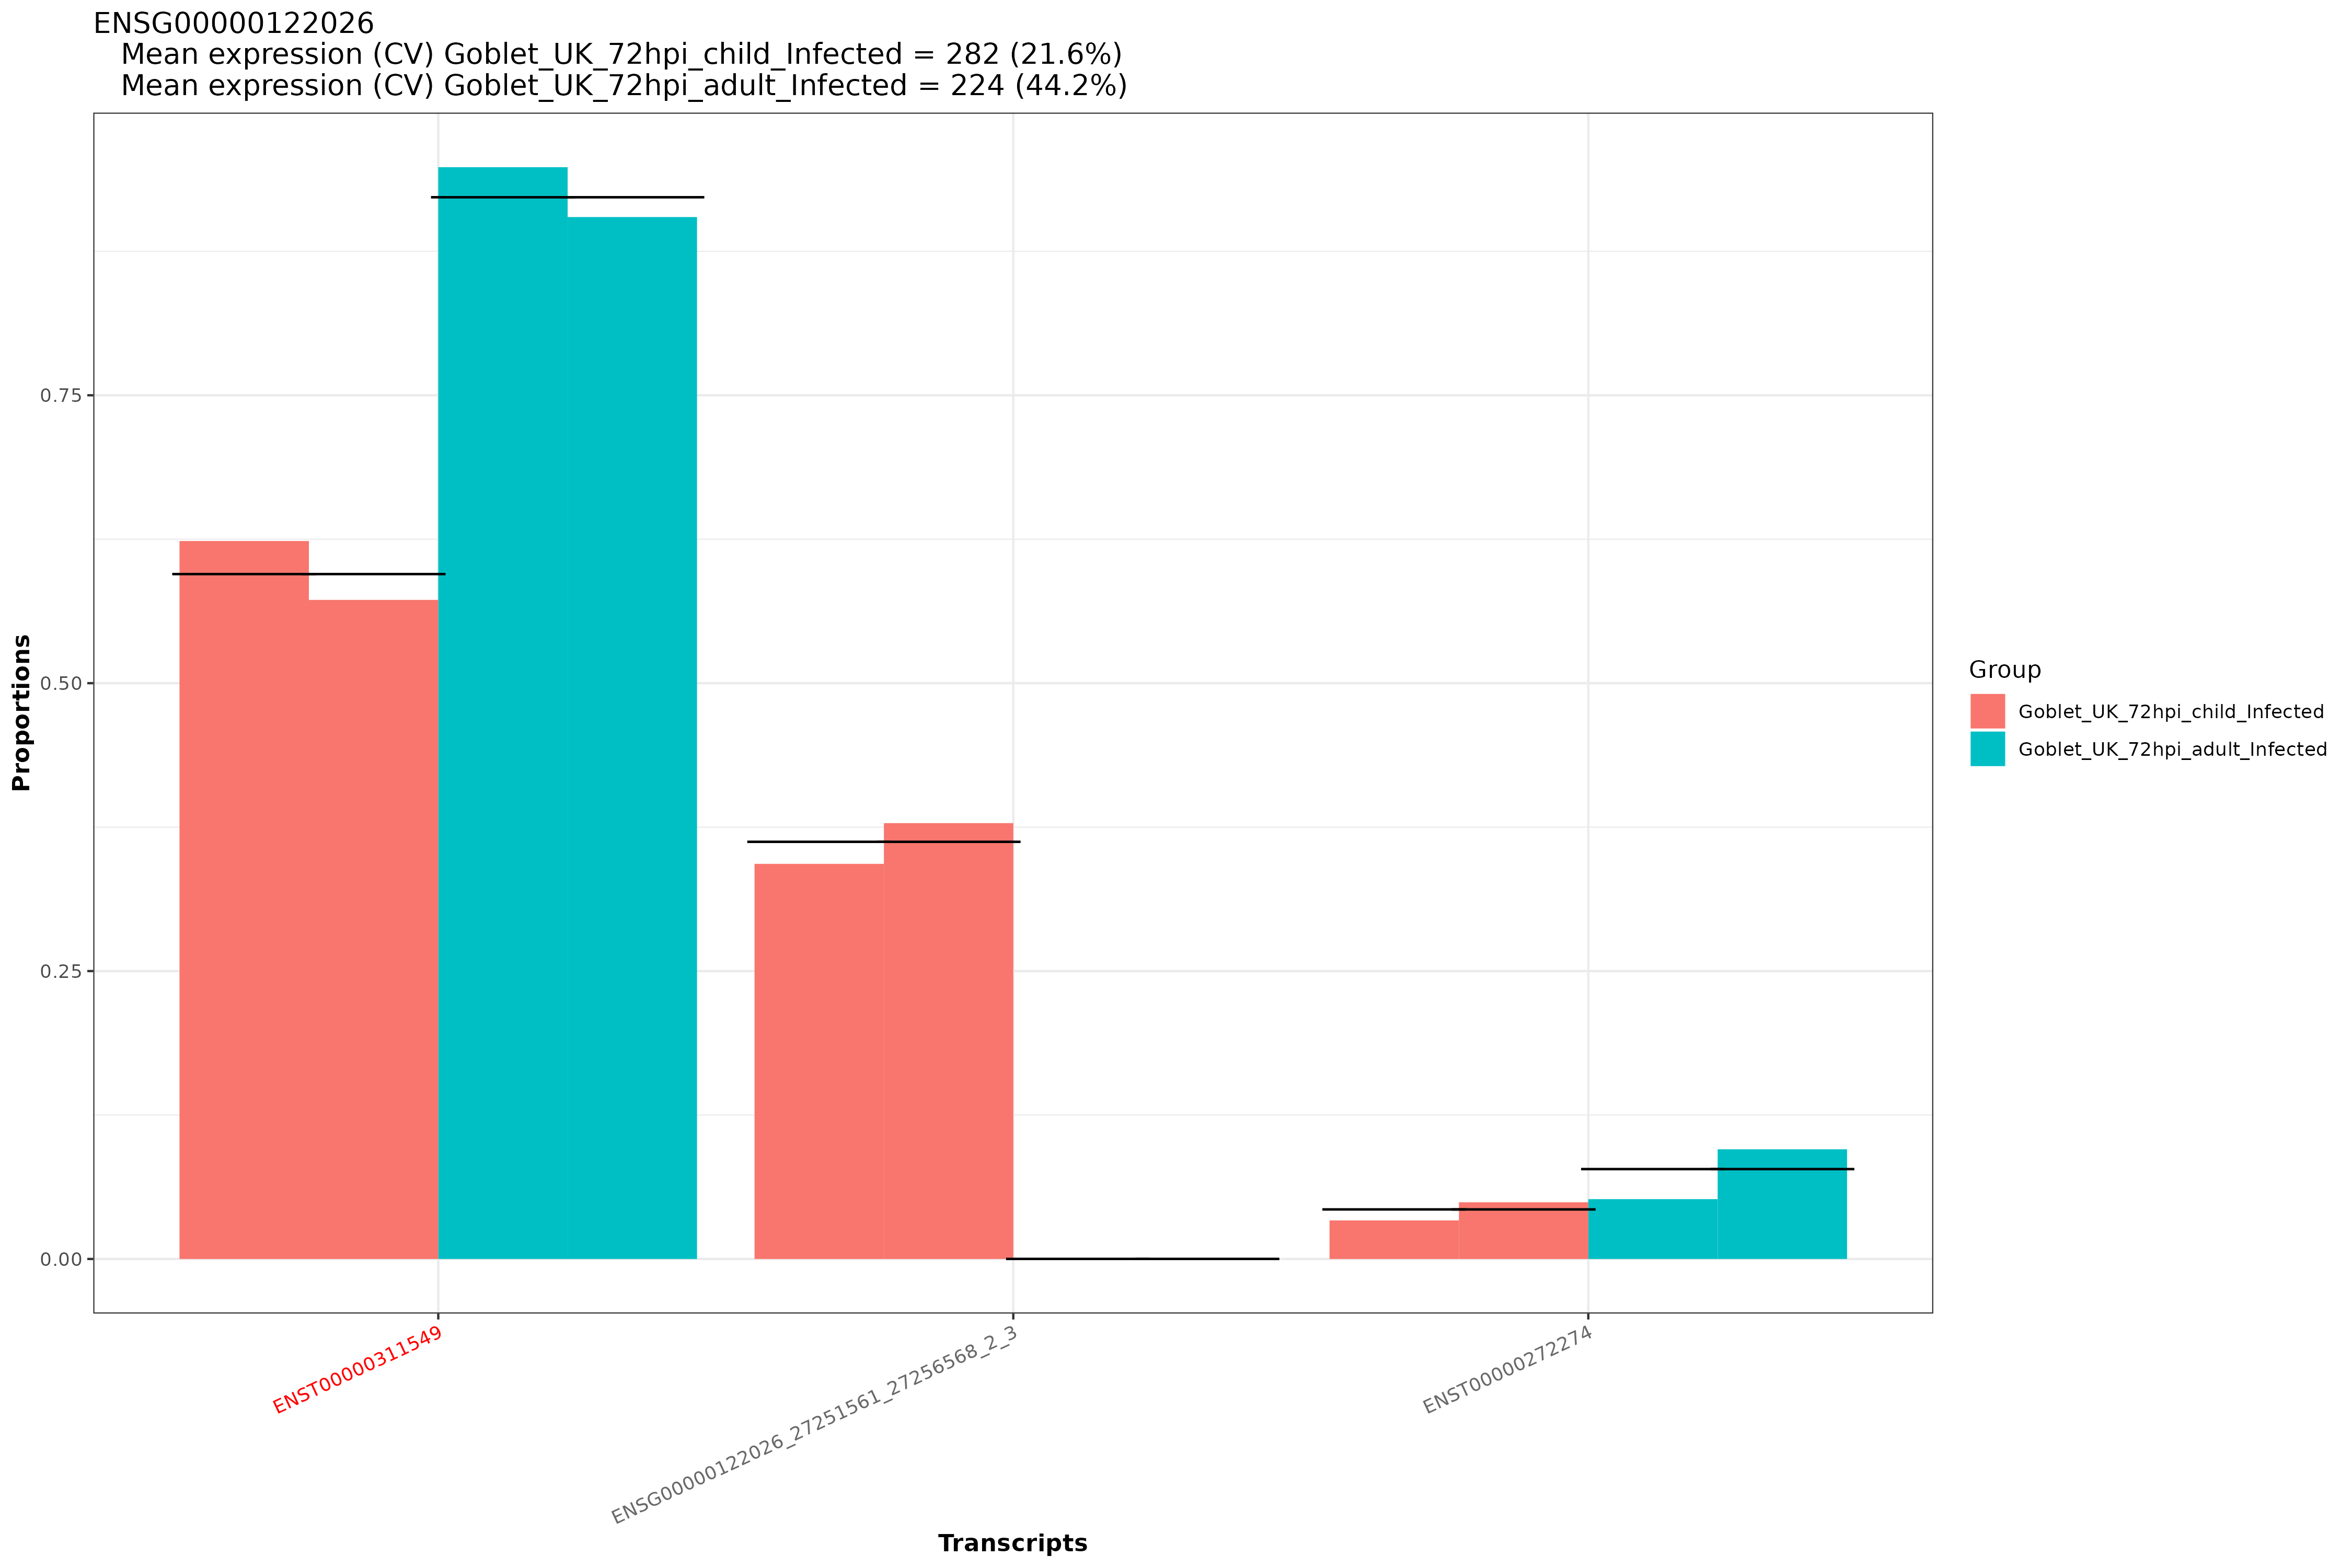 ENSG00000122026
Mean expression (CV) Goblet_UK_72hpi_child_Infected = 282 (21.6%)
Mean expression (CV) Goblet_UK_72hpi_adult_Infected = 224 (44.2%)
Proportions
0.75
0.50
0.25
0.00
ENST00000311549
ENSG00000122026_27251561_27256568_2_3
ENST00000272274
Transcripts
Group
Goblet_UK_72hpi_child_Infected
Goblet_UK_72hpi_adult_Infected